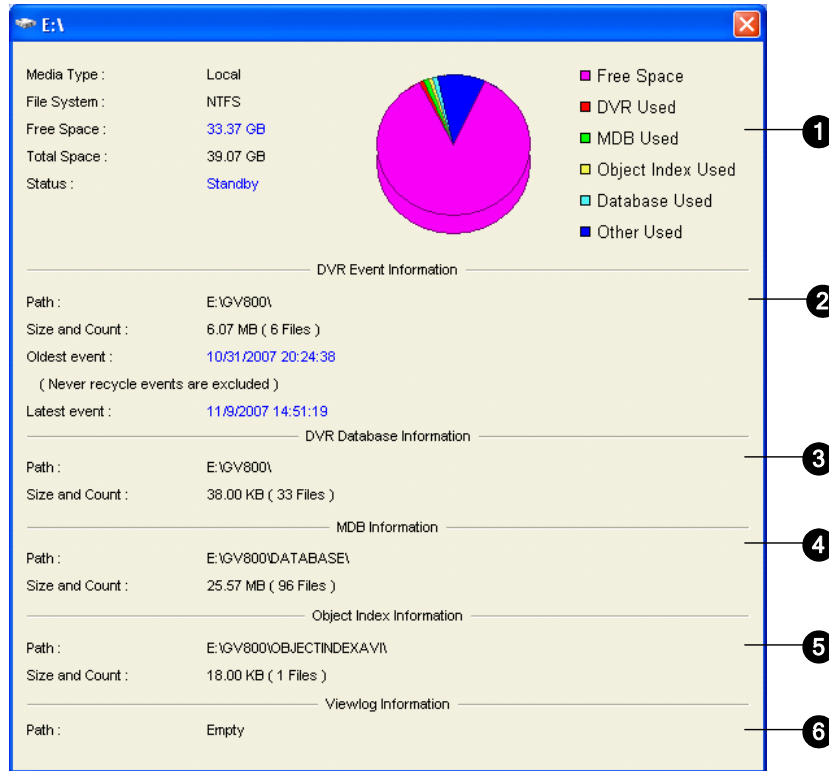 E:\
Media Type : Local
File System : NTFS
Free Space : 33.37 GB
Total Space : 39.07 GB
Status : Standby
Free Space
DVR Used
MDB Used
Object Index Used
Database Used
Other Used
1
DVR Event Information
2
Path : E:\GV800\
Size and Count : 6.07 MB ( 6 Files )
Oldest event : 10/31/2007 20:24:38
( Never recycle events are excluded )
Latest event : 11/9/2007 14:51:19
DVR Database Information
3
Path : E:\GV800\
Size and Count : 38.00 KB ( 33 Files )
MDB Information
4
Path : E:\GV800\DATABASE\
Size and Count : 25.57 MB ( 96 Files )
Object Index Information
5
Path : E:\GV800\OBJECTINDEXAVI\
Size and Count : 18.00 KB ( 1 Files )
Viewlog Information
6
Path : Empty